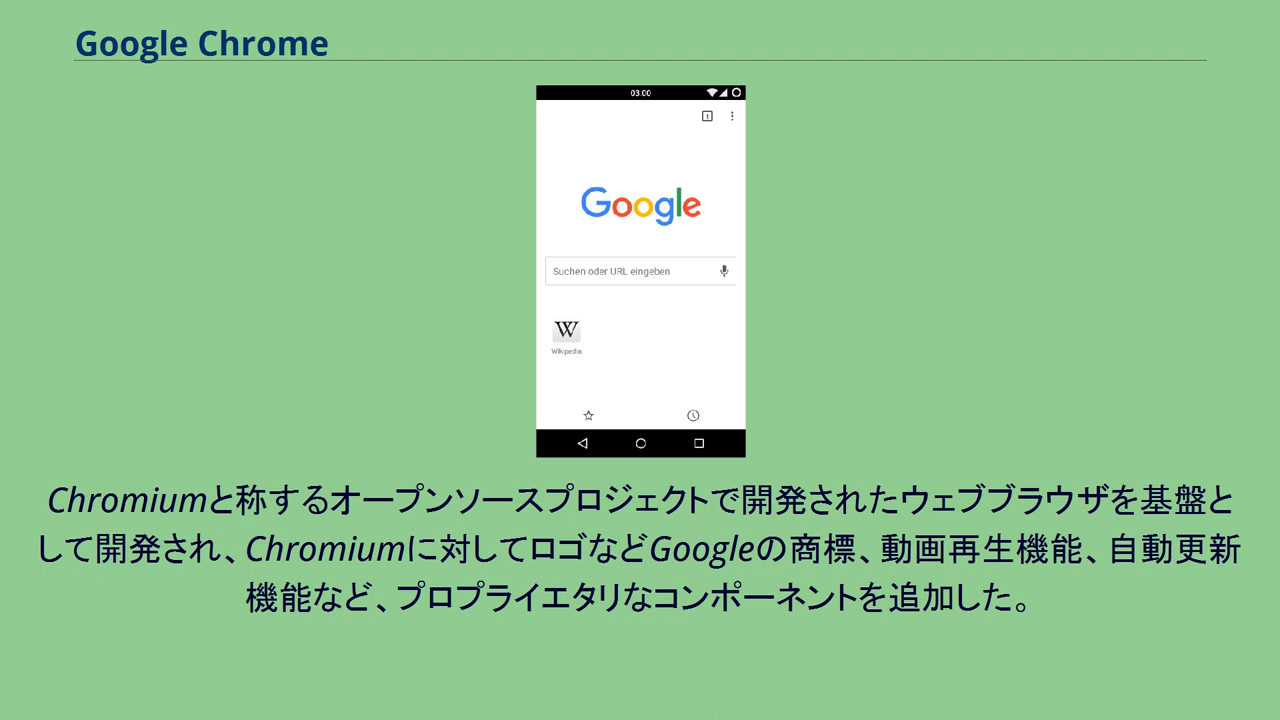 Google Chrome
03:00
Google
Suchen oder URL eingeben
W
Wikipedia
Chromiumと称するオープンソースプロジェクトで開発されたウェブブラウザを基盤と
して開発され、Chromiumに対してロゴなどGoogleの商標、動画再生機能、自動更新
機能など、プロプライエタリなコンポーネントを追加した。